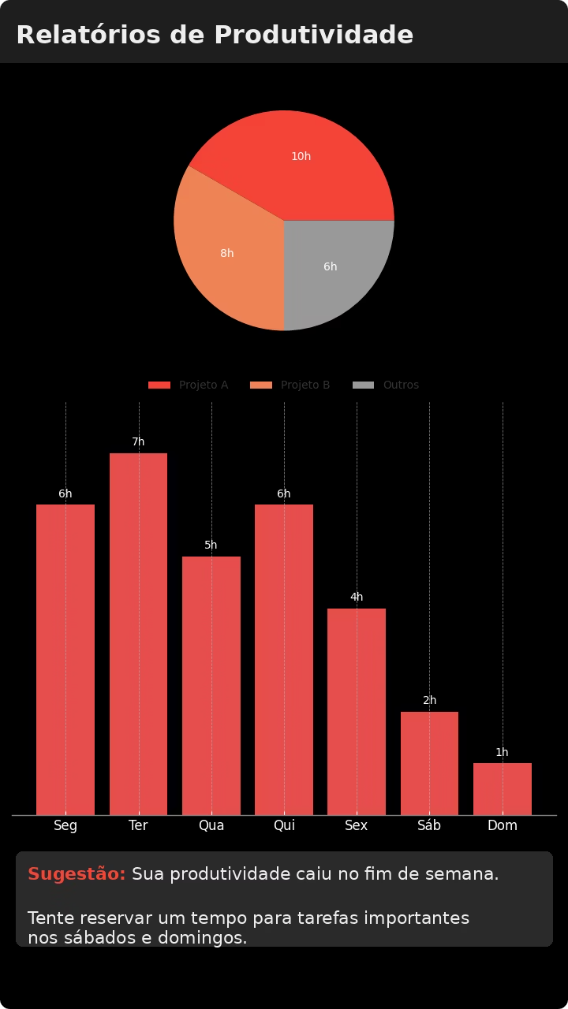 Relatórios de Produtividade
10h
8h
6h
Projeto A Projeto B Outros
7h
6h 6h
5h
4h
2h
1h
Seg Ter Qua Qui Sex Sáb Dom
Sugestão: Sua produtividade caiu no fim de semana.
Tente reservar um tempo para tarefas importantes
nos sábados e domingos.